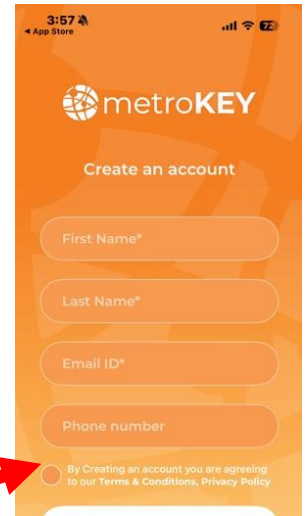 3:57
72
◄ App Store
metroKEY
Create an account
First Name*
Last Name*
Email ID*
Phone number
By Creating an account you are agreeing
to our Terms & Conditions, Privacy Policy